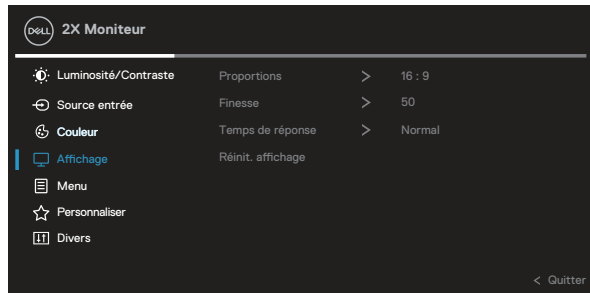 DELL 2X Moniteur
Luminosité/Contraste Proportions > 16 : 9
Source entrée Finesse > 50
Couleur Temps de réponse > Normal
Affichage Réinit. affichage
Menu
Personnaliser
Divers
< Quitter